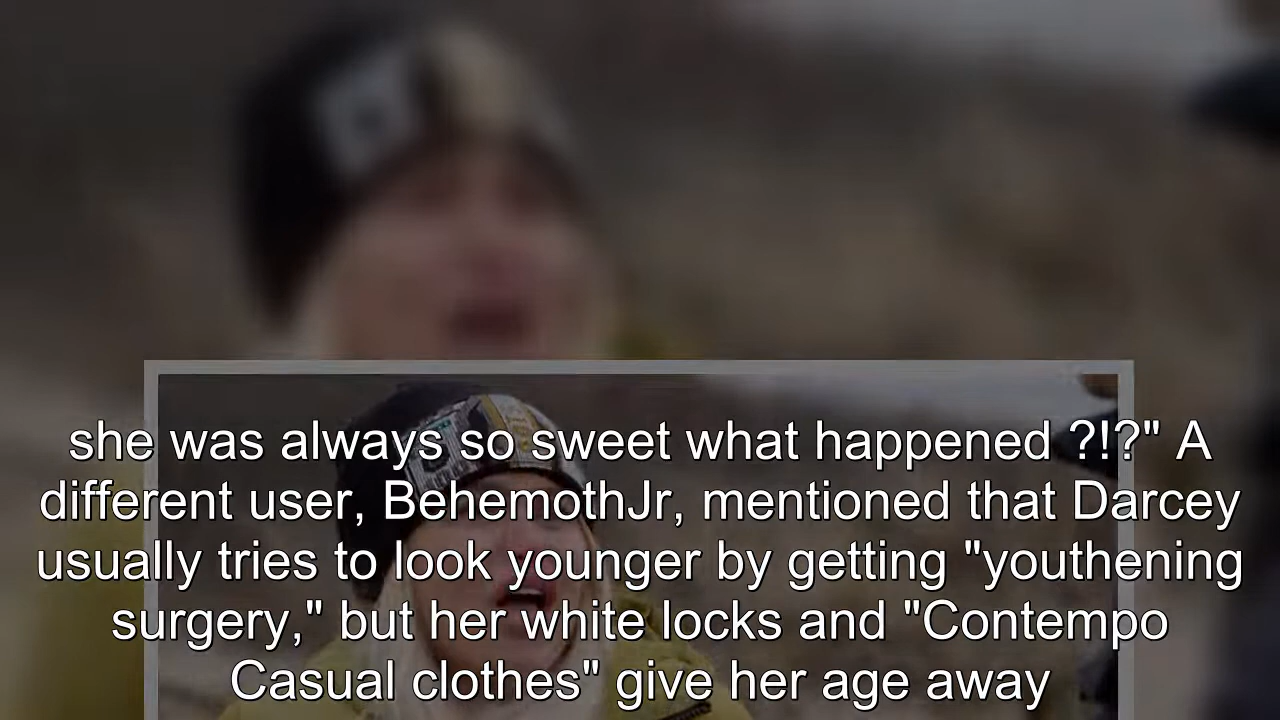 she was always so sweet what happened ?!?" A
different user, BehemothJr, mentioned that Darcey
usually tries to look younger by getting "youthening
surgery," but her white locks and "Contempo
Casual clothes" give her age away